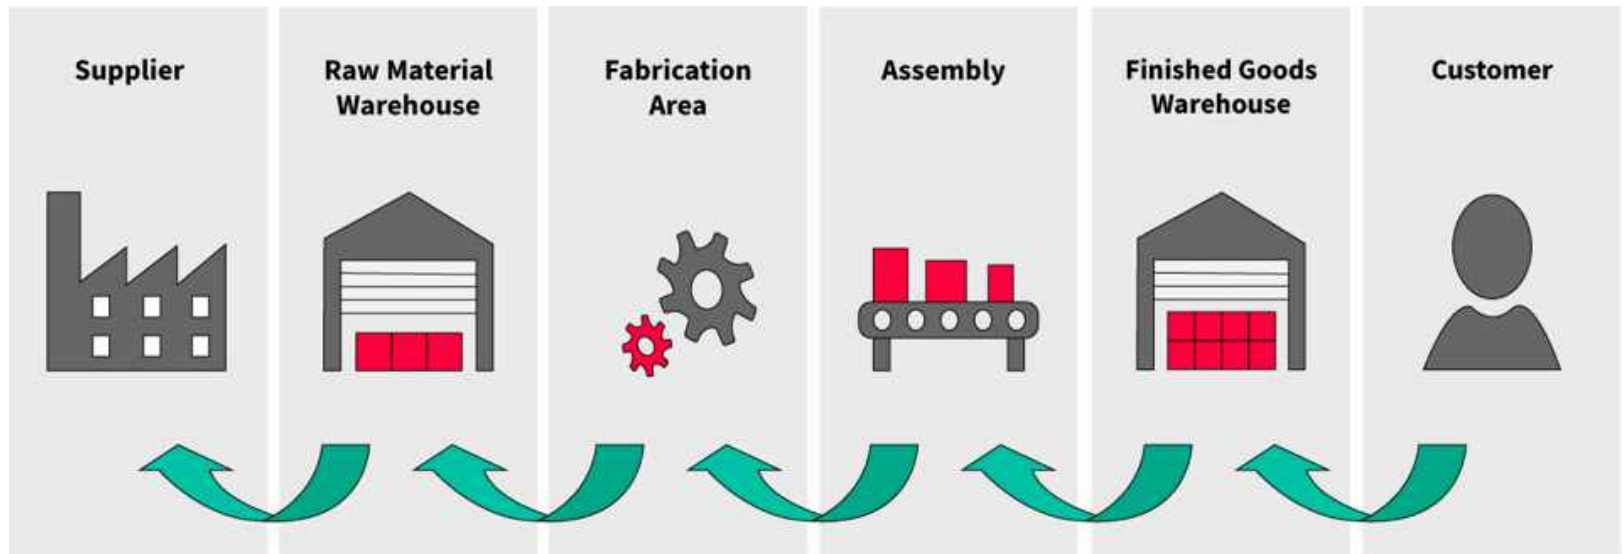 Supplier
Raw Material
Warehouse
Fabrication
Area
Assembly
Finished Goods
Warehouse
Customer